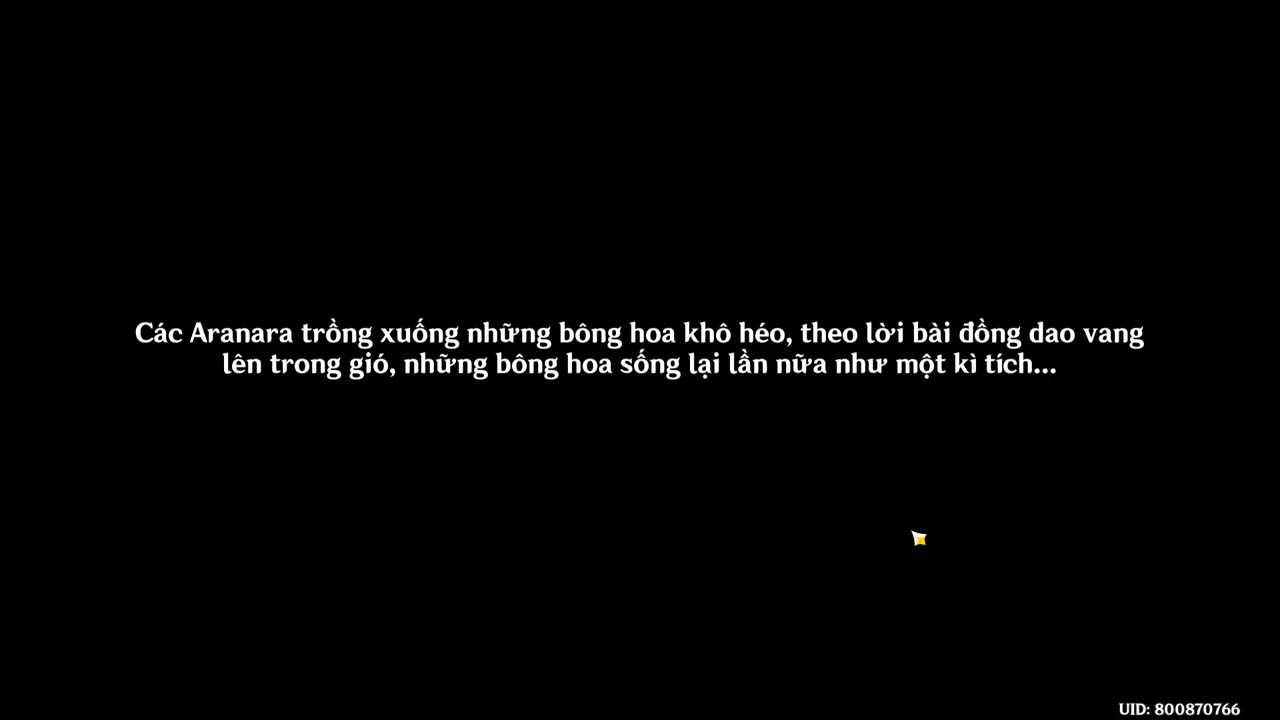 Các Aranara trồng xuống những bông hoa khô héo, theo lời bài đồng dao vang
lên trong gió, những bông hoa sống lại lần nữa như một kì tích...
UID: 800870766